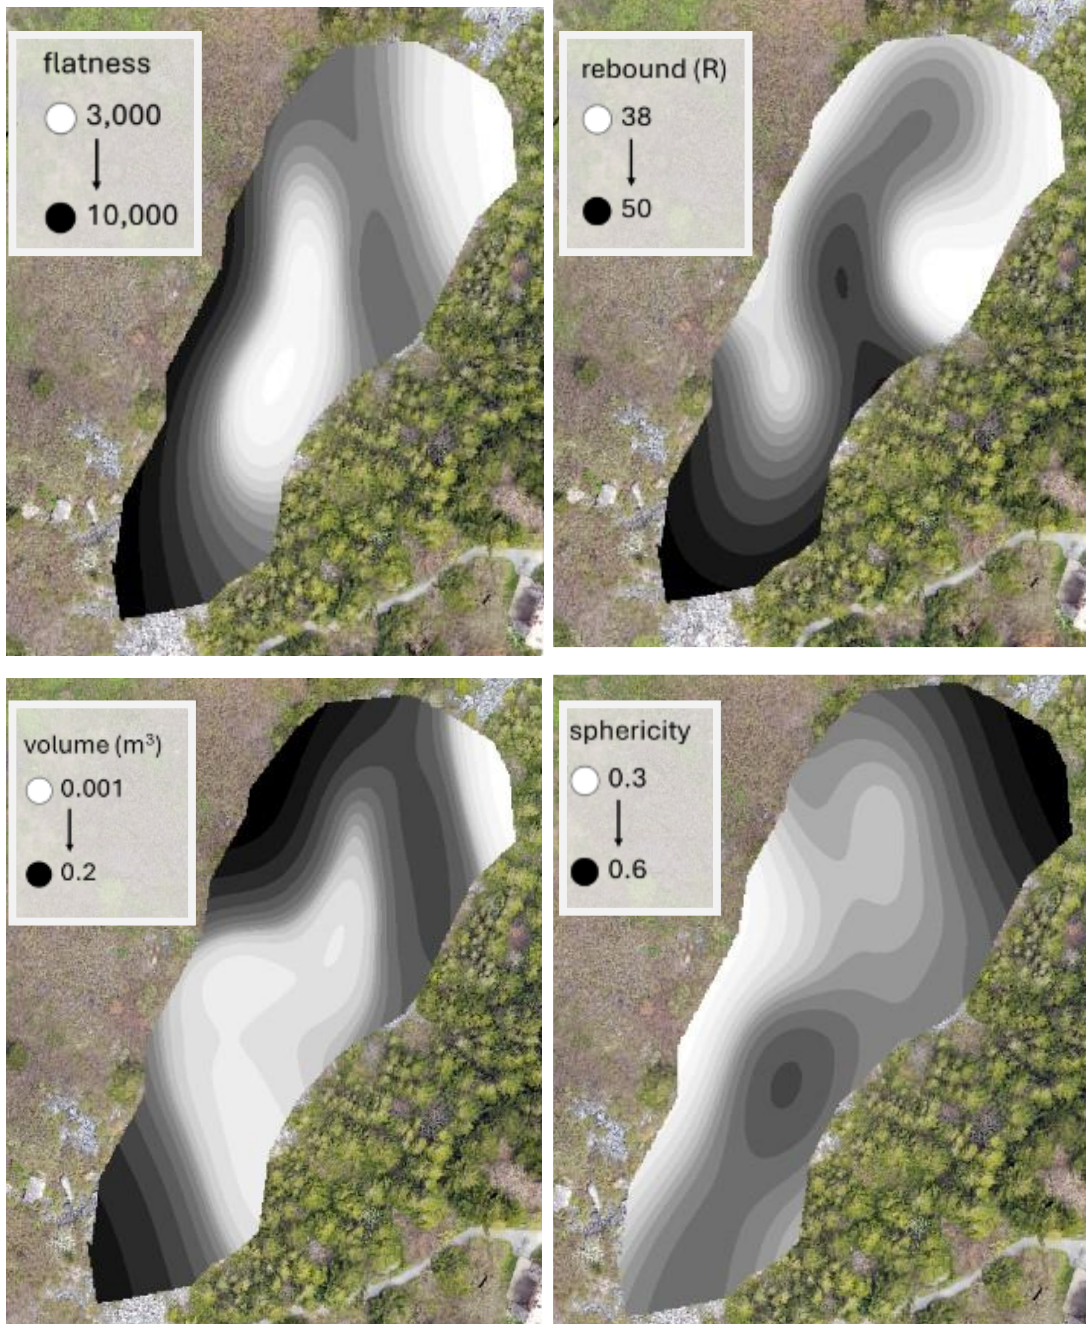 flatness
3,000
10,000
rebound (R)
38
50
volume (m³)
0.001
0.2
sphericity
0.3
0.6